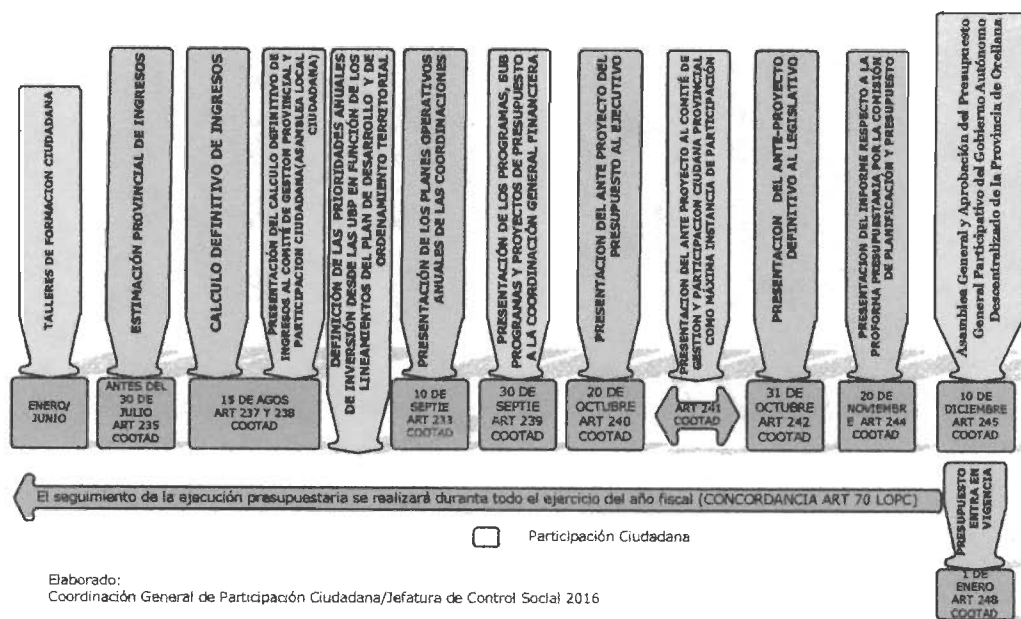 TALLERES DE FORMACION CIUDADANA
ENERO/
JUNIO
ESTIMACIÓN PROVINCIAL DE INGRESOS
ANTES DEL
30 DE
JULIO
ART 235
COOTAD
CALCULO DEFINITIVO DE INGRESOS
PRESENTACIÓN DEL CALCULO DEFINITIVO DE
INGRESOS AL COMITÉ DE GESTION PROVINCIAL Y
PARTICIPACION CIUDADANA(ASAMBLEA LOCAL
CIUDADANA)
15 DE AGOS
ART 237 Y 238
COOTAD
DEFINICIÓN DE LAS PRIORIDADES ANUALES
DE INVERSIÓN DESDE LAS UBP EN FUNCIÓN DE LOS
LINEAMIENTOS DEL PLAN DE DESARROLLO Y DE
ORDENAMIENTO TERRITORIAL
PRESENTACIÓN DE LOS PLANES OPERATIVOS
ANUALES DE LAS COORDINACIONES
10 DE
SEPTIE
ART 233
COOTAD
PRESENTACIÓN DE LOS PROGRAMAS, SUB
PROGRAMAS Y PROYECTOS DE PRESUPUESTO
A LA COORDINACIÓN GENERAL FINANCIERA
30 DE
SEPTIE
ART 239
COOTAD
PRESENTACIÓN DEL ANTE PROYECTO DEL
PRESUPUESTO AL EJECUTIVO
20 DE
OCTUBRE
ART 240
COOTAD
PRESENTACION DEL ANTE PROYECTO AL COMITÉ DE
GESTION Y PARTICIPACION CIUDANA PROVINCIAL
COMO MÁXIMA INSTANCIA DE PARTICIPACIÓN
ART 241
COOTAD
PRESENTACION DEL ANTE-PROYECTO
DEFINITIVO AL LEGISLATIVO
31 DE
OCTUBRE
ART 242
COOTAD
PRESENTACION DEL INFORME RESPECTO A LA
PROFORMA PRESUPUESTARIA POR LA COMISIÓN
DE PLANIFICACIÓN Y PRESUPUESTO
20 DE
NOVIEMBR
E ART 244
COOTAD
Asamblea General y Aprobación del Presupuesto
General Participativo del Gobierno Autónomo
Descentralizado de la Provincia de Orellana
10 DE
DICIEMBRE
ART 245
COOTAD
El seguimiento de la ejecución presupuestaria se realizará durante todo el ejercicio del año fiscal (CONCORDANCIA ART 70 LOPC)
PRESUPUESTO
ENTRA EN
VIGENCIA
1 DE
ENERO
ART 248
COOTAD
Participación Ciudadana
Elaborado:
Coordinación General de Participación Ciudadana/Jefatura de Control Social 2016